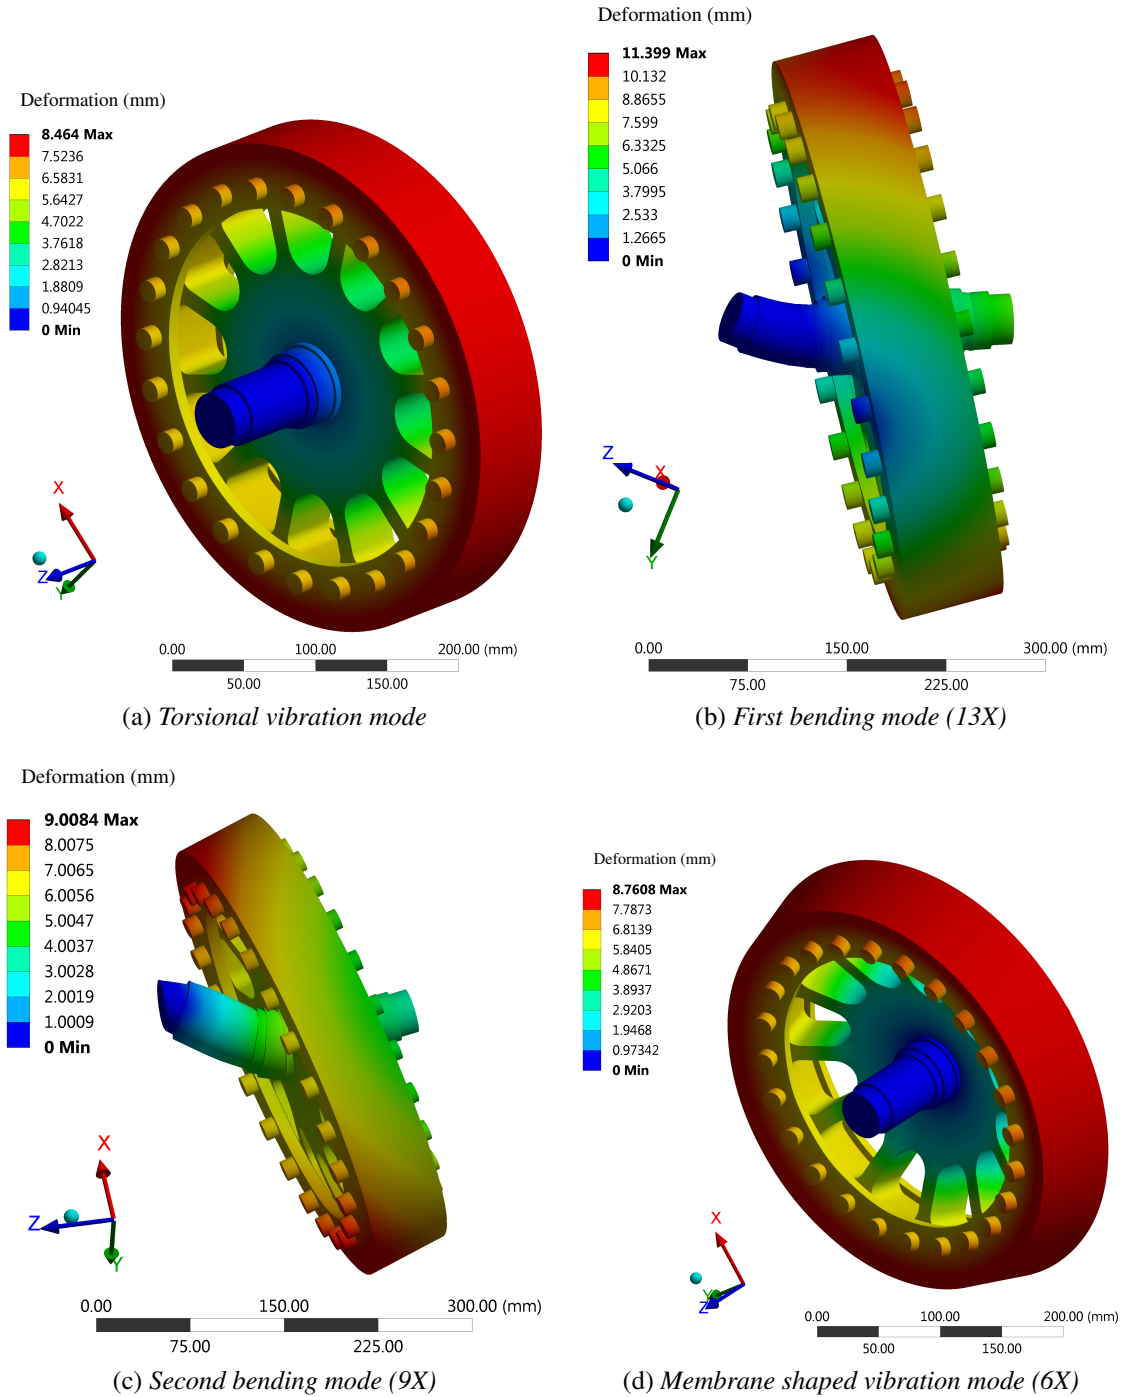 Deformation (mm)
8.464 Max
7.5236
6.5831
5.6427
4.7022
3.7618
2.8213
1.8809
0.94045
0 Min
X
Z
Y
0.00 100.00 200.00 (mm)
50.00 150.00
(a) Torsional vibration mode
Deformation (mm)
11.399 Max
10.132
8.8655
7.599
6.3325
5.066
3.7995
2.533
1.2665
0 Min
Z
X
Y
0.00 150.00 300.00 (mm)
75.00 225.00
(b) First bending mode (13X)
Deformation (mm)
9.0084 Max
8.0075
7.0065
6.0056
5.0047
4.0037
3.0028
2.0019
1.0009
0 Min
X
Z
Y
0.00 150.00 300.00 (mm)
75.00 225.00
(c) Second bending mode (9X)
Deformation (mm)
8.7608 Max
7.7873
6.8139
5.8405
4.8671
3.8937
2.9203
1.9468
0.97342
0 Min
X
Y
Z
0.00 100.00 200.00 (mm)
50.00 150.00
(d) Membrane shaped vibration mode (6X)